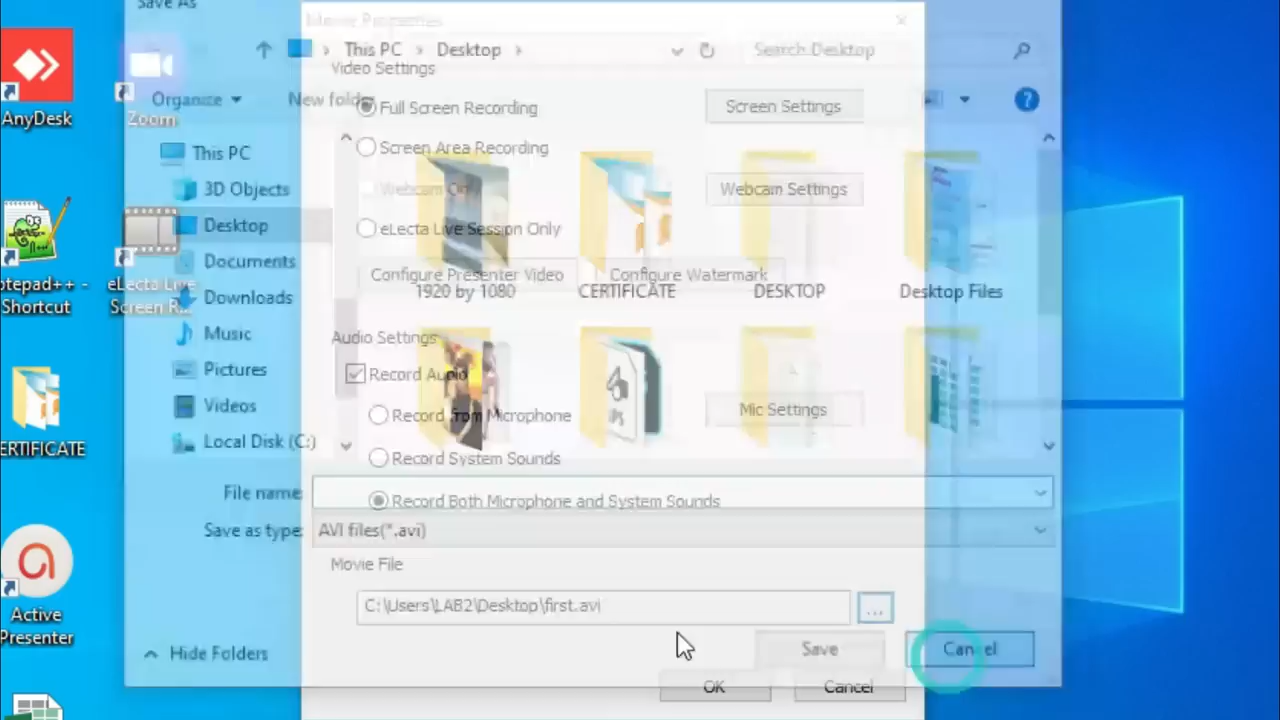 Save As
Movie Properties
This PC
Desktop
Search Desktop
Organize
New folder
Video Settings
Full Screen Recording
Screen Settings
Screen Area Recording
Webcam Settings
eLecta Live Session Only
Configure Presenter Video
Configure Watermark
This PC
3D Objects
Desktop
Documents
Downloads
Music
Pictures
Videos
Local Disk (C:)
1920 by 1080
CERTIFICATE
DESKTOP
Desktop Files
Audio Settings
Record Audio
Record from Microphone
Mic Settings
Record System Sounds
Record Both Microphone and System Sounds
File name:
Save as type:
AVI files(*.avi)
Movie File
C:\Users\LAB2\Desktop\first.avi
...
Hide Folders
Save
Cancel
OK
Cancel
AnyDesk
Zoom
otepad++ -
Shortcut
eLecta Live
Screen R...
ERTIFICATE
Active
Presenter